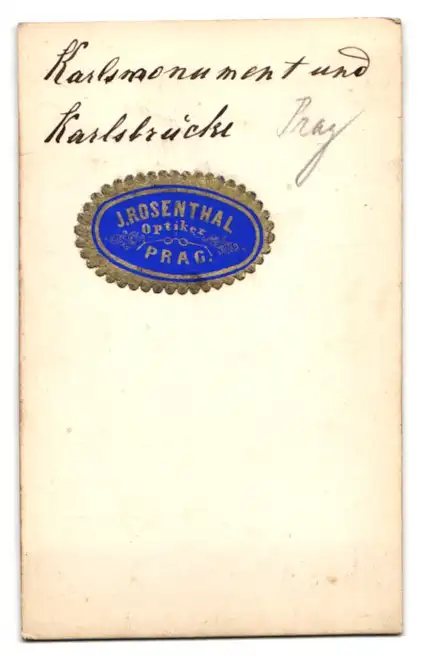 Karlsmonument und
Karlsbrücke Prag
J. ROSENTHAL
Optiker
PRAG.